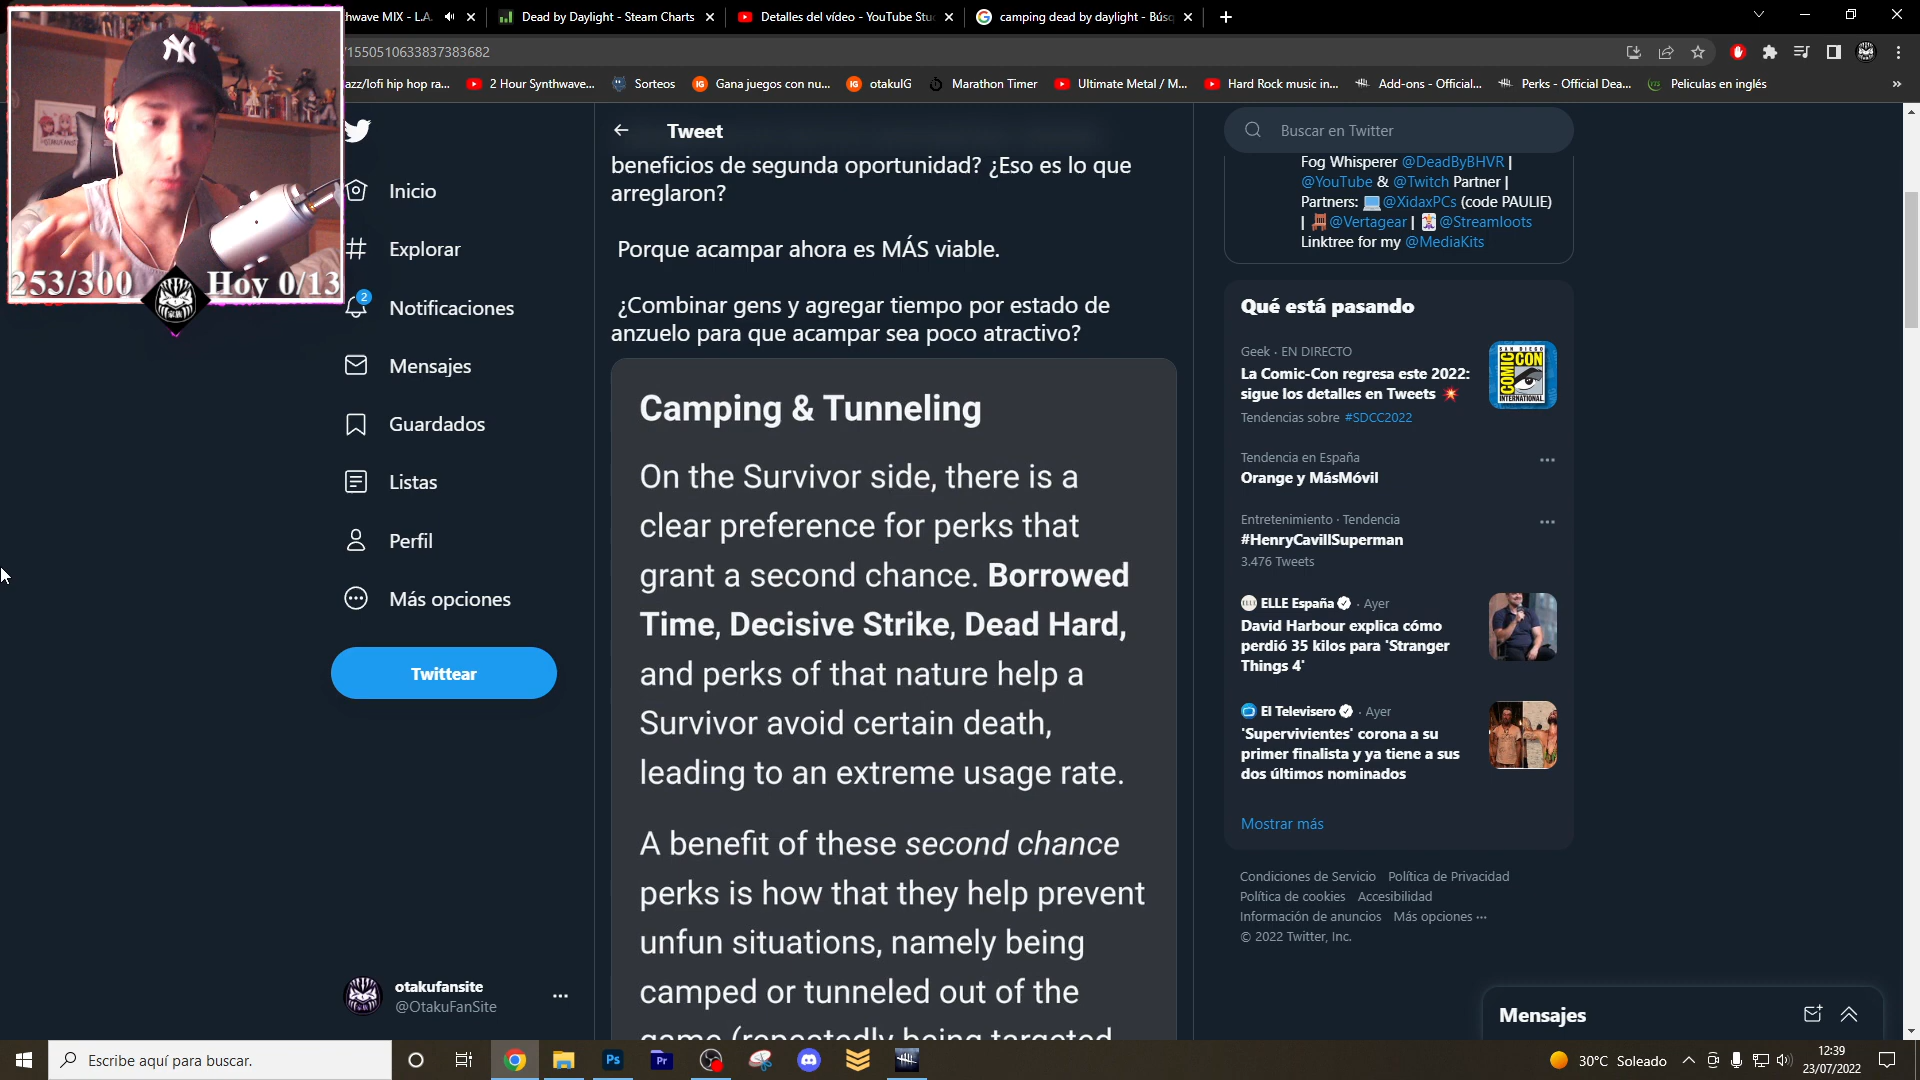 hwave MIX - L.A.
Dead by Daylight - Steam Charts
Detalles del vídeo - YouTube Stu
camping dead by daylight - Búsq
/1550510633837383682
azz/lofi hip hop ra...
2 Hour Synthwave...
Sorteos
Gana juegos con nu...
otakuIG
Marathon Timer
Ultimate Metal / M...
Hard Rock music in...
Add-ons - Official...
Perks - Official Dea...
Peliculas en inglés
NY
253/300
Hoy 0/13
Inicio
Explorar
2
Notificaciones
Mensajes
Guardados
Listas
Perfil
Más opciones
Twittear
otakufansite
@OtakuFanSite
Tweet
beneficios de segunda oportunidad? ¿Eso es lo que
arreglaron?
Porque acampar ahora es MÁS viable.
¿Combinar gens y agregar tiempo por estado de
anzuelo para que acampar sea poco atractivo?
Camping & Tunneling
On the Survivor side, there is a
clear preference for perks that
grant a second chance. Borrowed
Time, Decisive Strike, Dead Hard,
and perks of that nature help a
Survivor avoid certain death,
leading to an extreme usage rate.
A benefit of these second chance
perks is how that they help prevent
unfun situations, namely being
camped or tunneled out of the
game (repeatedly being targeted
Buscar en Twitter
Fog Whisperer @DeadByBHVR |
@YouTube & @Twitch Partner |
Partners: @XidaxPCs (code PAULIE)
| @Vertagear | @Streamloots
Linktree for my @MediaKits
Qué está pasando
Geek · EN DIRECTO
La Comic-Con regresa este 2022:
sigue los detalles en Tweets
Tendencias sobre #SDCC2022
SAN DIEGO
COMIC CON
INTERNATIONAL
Tendencia en España
Orange y MásMóvil
Entretenimiento · Tendencia
#HenryCavillSuperman
3.476 Tweets
ELLE España · Ayer
David Harbour explica cómo
perdió 35 kilos para 'Stranger
Things 4'
El Televisero · Ayer
'Supervivientes' corona a su
primer finalista y ya tiene a sus
dos últimos nominados
Mostrar más
Condiciones de Servicio Política de Privacidad
Política de cookies Accesibilidad
Información de anuncios Más opciones ···
© 2022 Twitter, Inc.
Mensajes
Escribe aquí para buscar.
Ps
Pr
30°C Soleado
12:39
23/07/2022